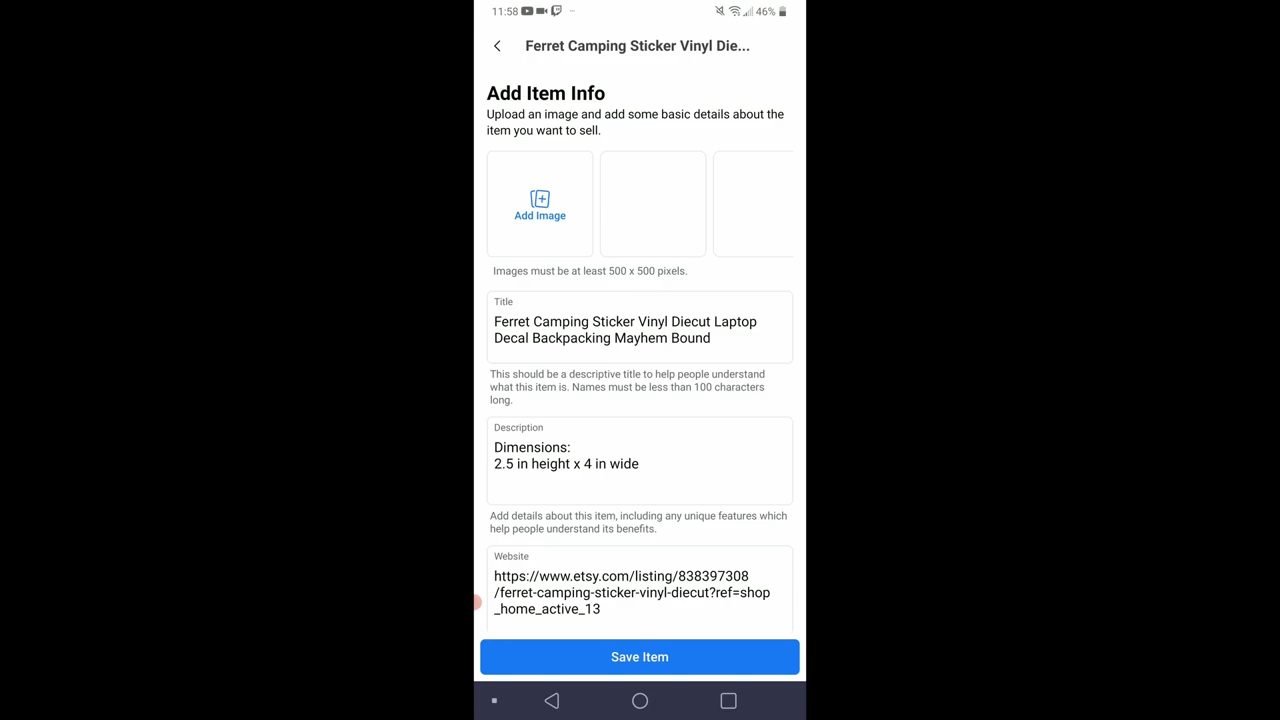 11:58
46%
Ferret Camping Sticker Vinyl Die...
Add Item Info
Upload an image and add some basic details about the
item you want to sell.
Add Image
Images must be at least 500 x 500 pixels.
Title
Ferret Camping Sticker Vinyl Diecut Laptop
Decal Backpacking Mayhem Bound
This should be a descriptive title to help people understand
what this item is. Names must be less than 100 characters
long.
Description
Dimensions:
2.5 in height x 4 in wide
Add details about this item, including any unique features which
help people understand its benefits.
Website
https://www.etsy.com/listing/838397308
/ferret-camping-sticker-vinyl-diecut?ref=shop
_home_active_13
Save Item